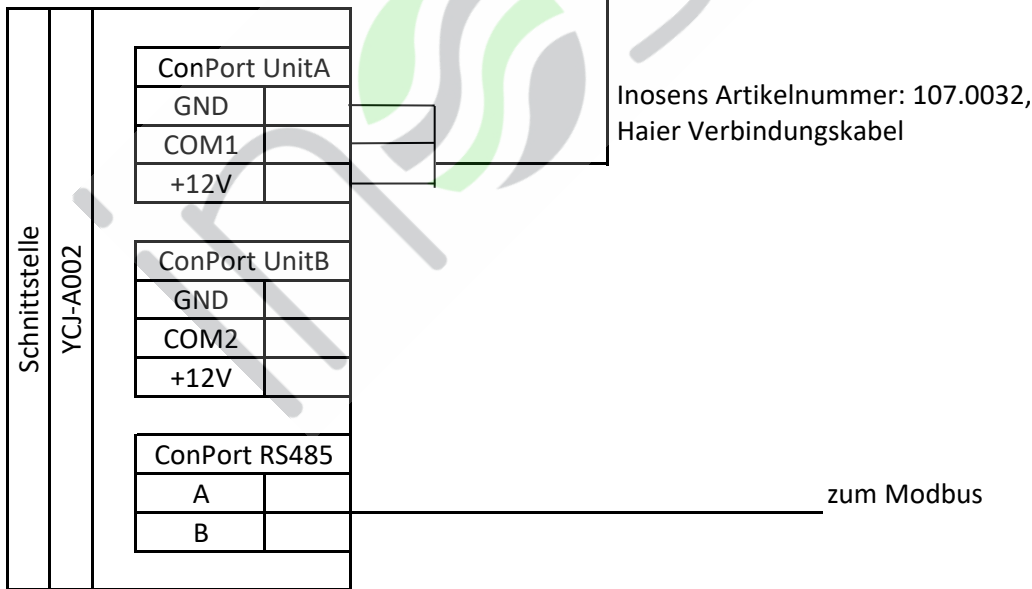 Schnittstelle
YCJ-A002
ConPort UnitA
GND
COM1
+12V
Inosens Artikelnummer: 107.0032,
Haier Verbindungskabel
ConPort UnitB
GND
COM2
+12V
ConPort RS485
A
B
zum Modbus